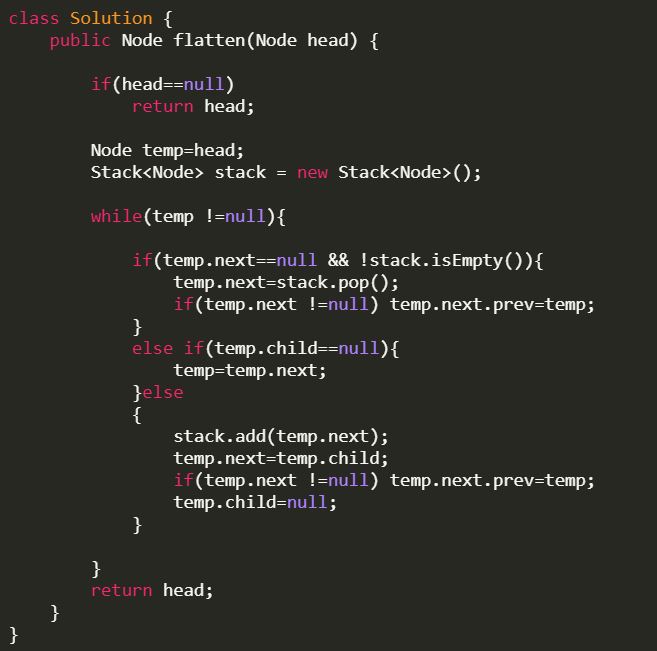 class Solution {
    public Node flatten(Node head) {
        if(head==null)
            return head;
        Node temp=head;
        Stack<Node> stack = new Stack<Node>();
        while(temp !=null){
            if(temp.next==null && !stack.isEmpty()){
                temp.next=stack.pop();
                if(temp.next !=null) temp.next.prev=temp;
            }
            else if(temp.child==null){
                temp=temp.next;
            }else
            {
                stack.add(temp.next);
                temp.next=temp.child;
                if(temp.next !=null) temp.next.prev=temp;
                temp.child=null;
            }
        }
        return head;
    }
}